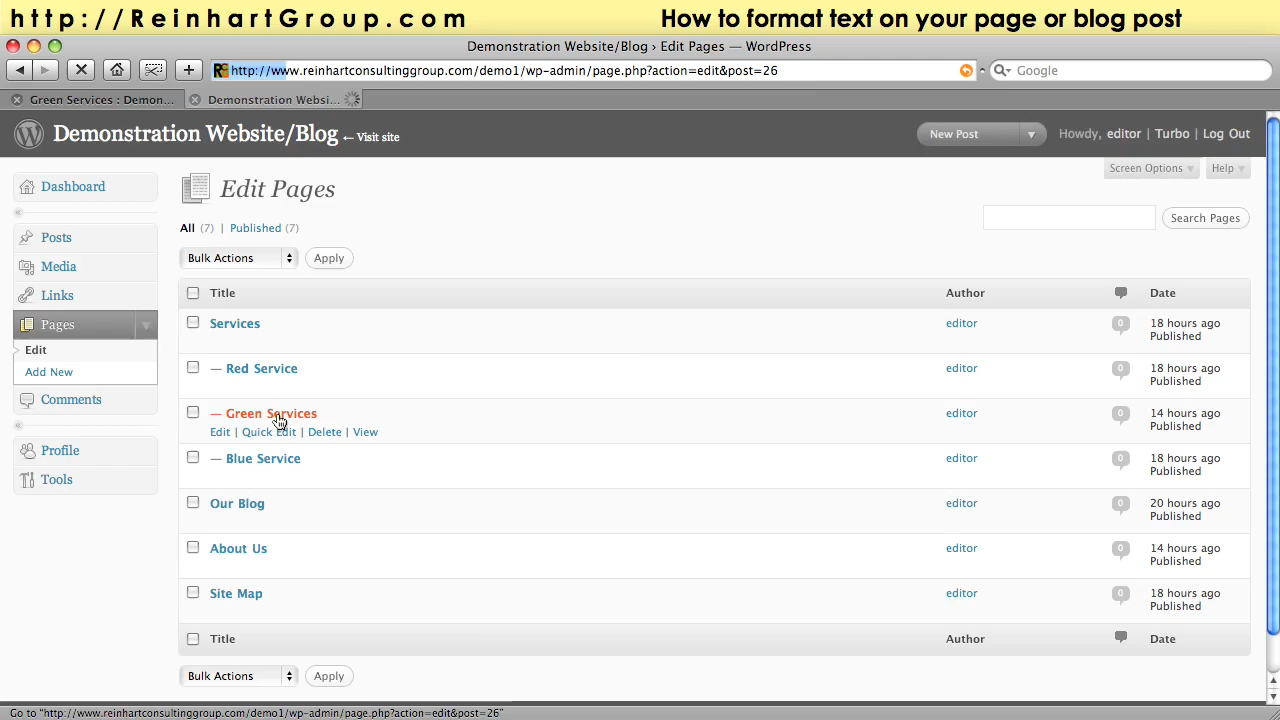 http://ReinhartGroup.com
How to format text on your page or blog post
Demonstration Website/Blog › Edit Pages — WordPress
http://www.reinhartconsultinggroup.com/demo1/wp-admin/page.php?action=edit&post=26
Google
Green Services : Demon...
Demonstration Websi...
Demonstration Website/Blog ← Visit site
New Post
Howdy, editor | Turbo | Log Out
Screen Options
Help
Dashboard
Posts
Media
Links
Pages
Edit
Add New
Comments
Profile
Tools
Edit Pages
All (7) | Published (7)
Search Pages
Bulk Actions
Apply
Title
Author
Date
Services
editor
0
18 hours ago
Published
— Red Service
editor
0
18 hours ago
Published
— Green Services
Edit | Quick Edit | Delete | View
editor
0
14 hours ago
Published
— Blue Service
editor
0
18 hours ago
Published
Our Blog
editor
0
20 hours ago
Published
About Us
editor
0
14 hours ago
Published
Site Map
editor
0
18 hours ago
Published
Title
Author
Date
Bulk Actions
Apply
Go to "http://www.reinhartconsultinggroup.com/demo1/wp-admin/page.php?action=edit&post=26"